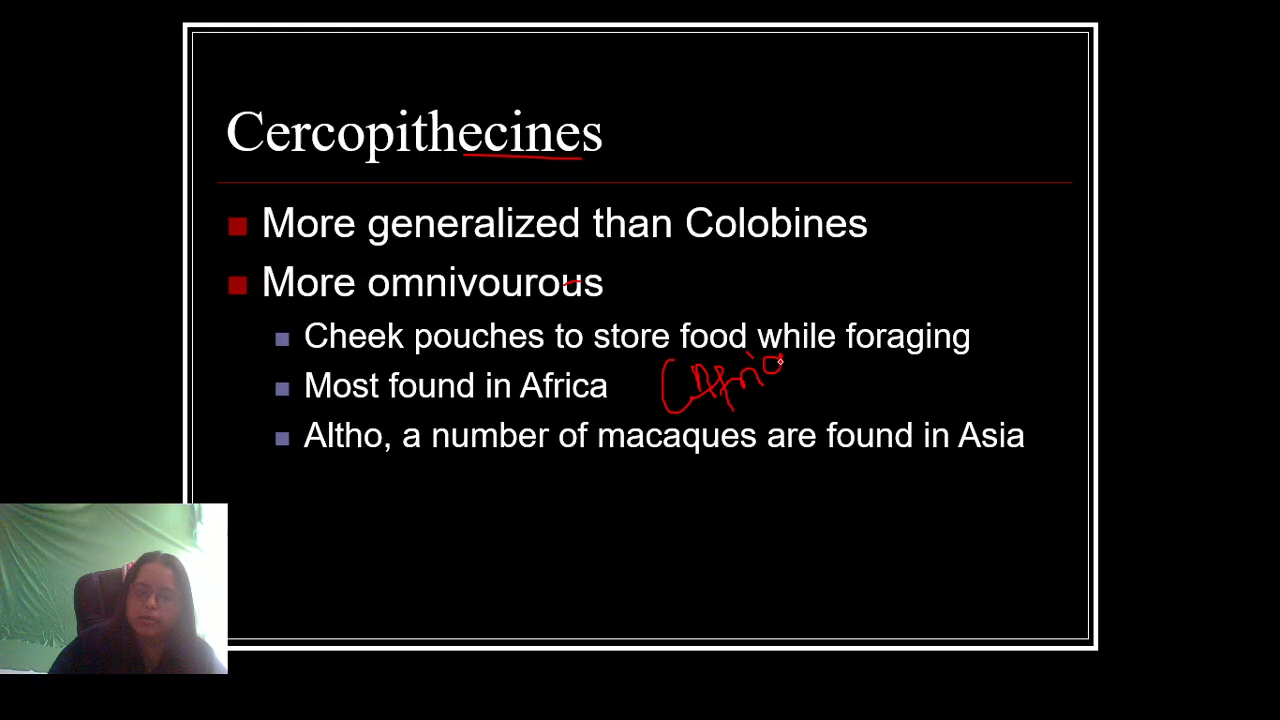 Cercopithecines
More generalized than Colobines
More omnivourous
Cheek pouches to store food while foraging
Most found in Africa
Altho, a number of macaques are found in Asia